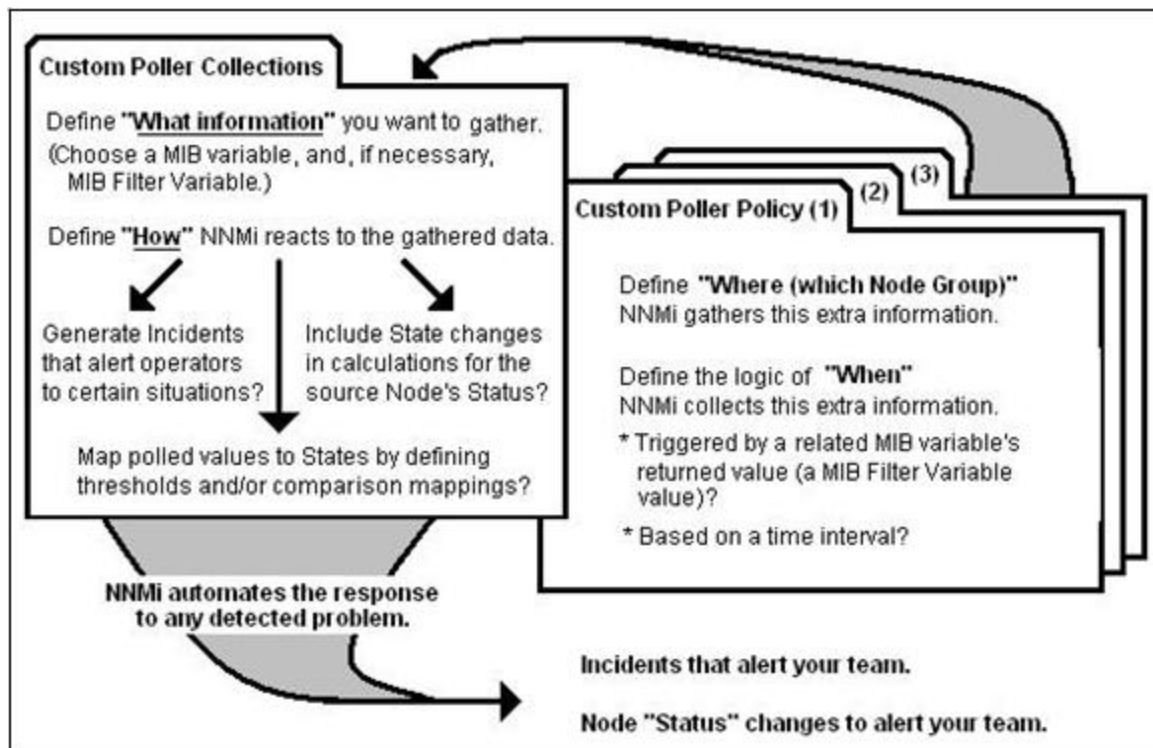 Custom Poller Collections
Define "What information" you want to gather.
(Choose a MIB variable, and, if necessary,
MIB Filter Variable.)
Define "How" NNMi reacts to the gathered data.
Generate Incidents
that alert operators
to certain situations?
Include State changes
in calculations for the
source Node's Status?
Map polled values to States by defining
thresholds and/or comparison mappings?
(3)
(2)
Custom Poller Policy (1)
Define "Where (which Node Group)"
NNMi gathers this extra information.
Define the logic of "When"
NNMi collects this extra information.
* Triggered by a related MIB variable's
returned value (a MIB Filter Variable
value)?
* Based on a time interval?
NNMi automates the response
to any detected problem.
Incidents that alert your team.
Node "Status" changes to alert your team.